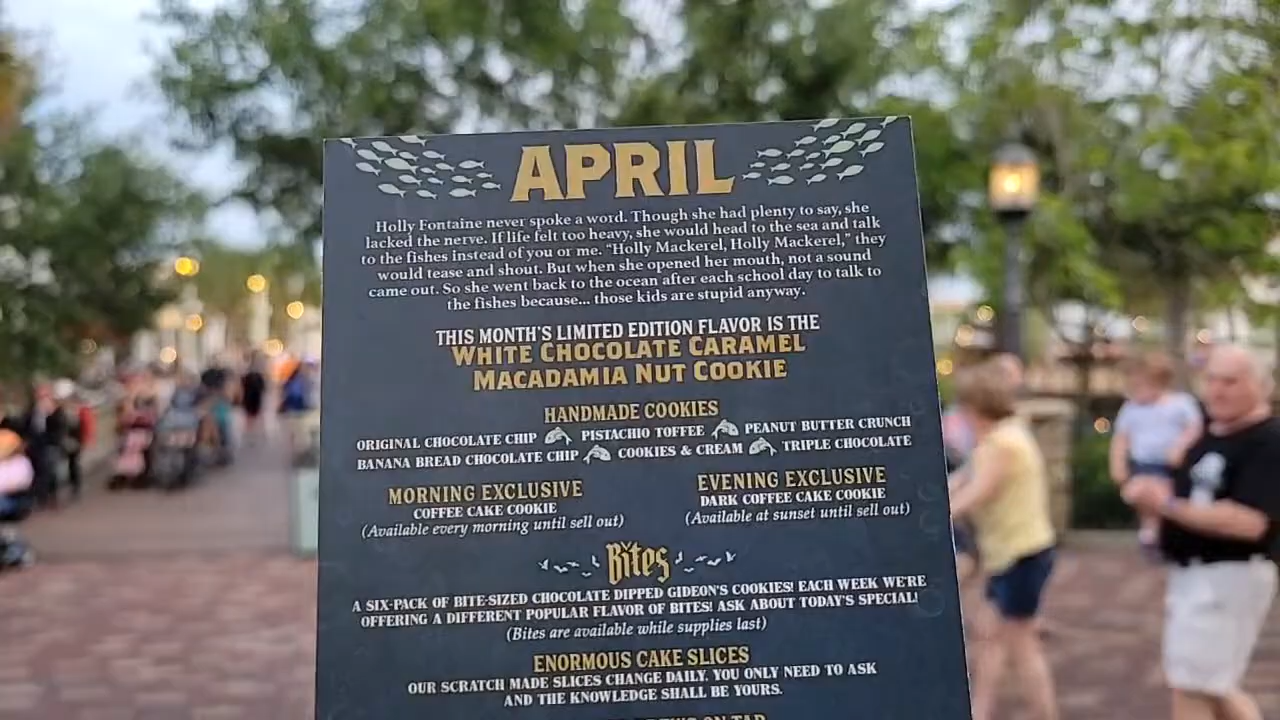 APRIL
Holly Fontaine never spoke a word. Though she had plenty to say, she
lacked the nerve. If life felt too heavy, she would head to the sea and talk
to the fishes instead of you or me. "Holly Mackerel, Holly Mackerel," they
would tease and shout. But when she opened her mouth, not a sound
came out. So she went back to the ocean after each school day to talk to
the fishes because... those kids are stupid anyway.
THIS MONTH'S LIMITED EDITION FLAVOR IS THE
WHITE CHOCOLATE CARAMEL
MACADAMIA NUT COOKIE
HANDMADE COOKIES
ORIGINAL CHOCOLATE CHIP PISTACHIO TOFFEE PEANUT BUTTER CRUNCH
BANANA BREAD CHOCOLATE CHIP COOKIES & CREAM TRIPLE CHOCOLATE
MORNING EXCLUSIVE
COFFEE CAKE COOKIE
(Available every morning until sell out)
EVENING EXCLUSIVE
DARK COFFEE CAKE COOKIE
(Available at sunset until sell out)
Bites
A SIX-PACK OF BITE-SIZED CHOCOLATE DIPPED GIDEON'S COOKIES! EACH WEEK WE'RE
OFFERING A DIFFERENT POPULAR FLAVOR OF BITES! ASK ABOUT TODAY'S SPECIAL!
(Bites are available while supplies last)
ENORMOUS CAKE SLICES
OUR SCRATCH MADE SLICES CHANGE DAILY. YOU ONLY NEED TO ASK
AND THE KNOWLEDGE SHALL BE YOURS.
ON TAP